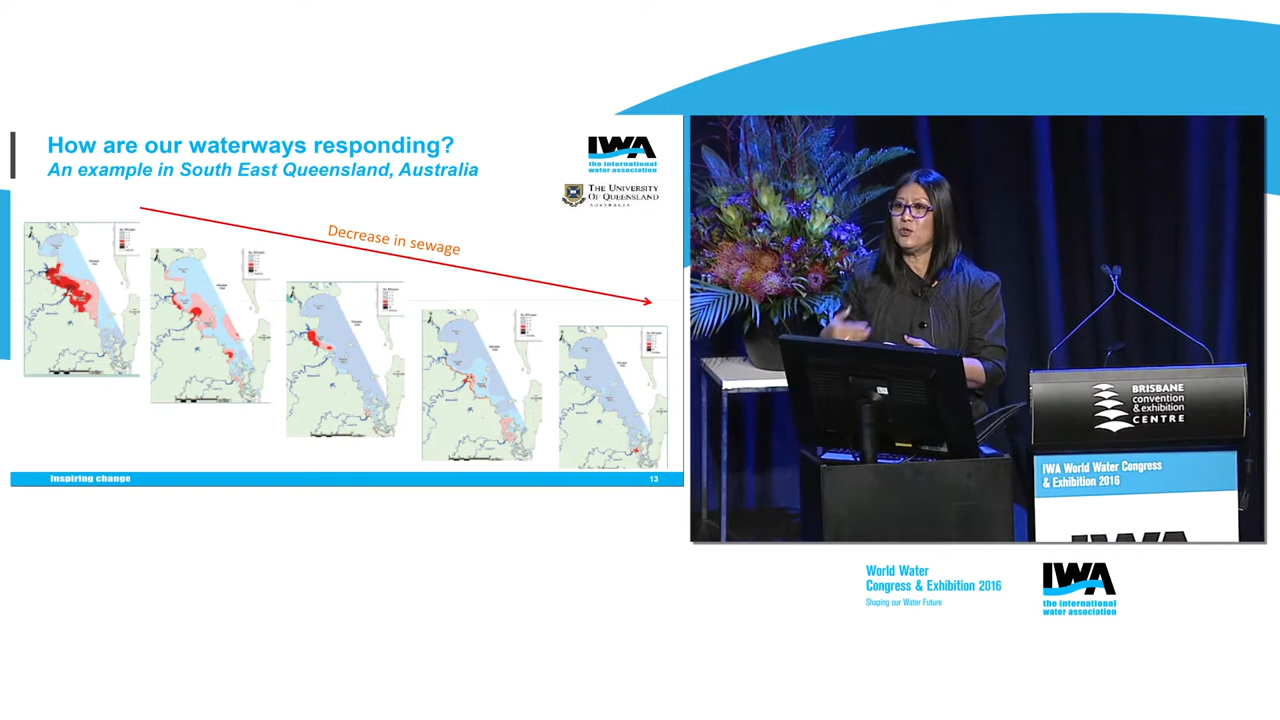 How are our waterways responding?
An example in South East Queensland, Australia
IWA
the international
water association
THE UNIVERSITY
OF QUEENSLAND
AUSTRALIA
Decrease in sewage
Inspiring change
13
BRISBANE
convention
& exhibition
CENTRE
IWA World Water Congress
& Exhibition 2016
IWA
World Water
Congress & Exhibition 2016
Shaping our Water Future
IWA
the international
water association